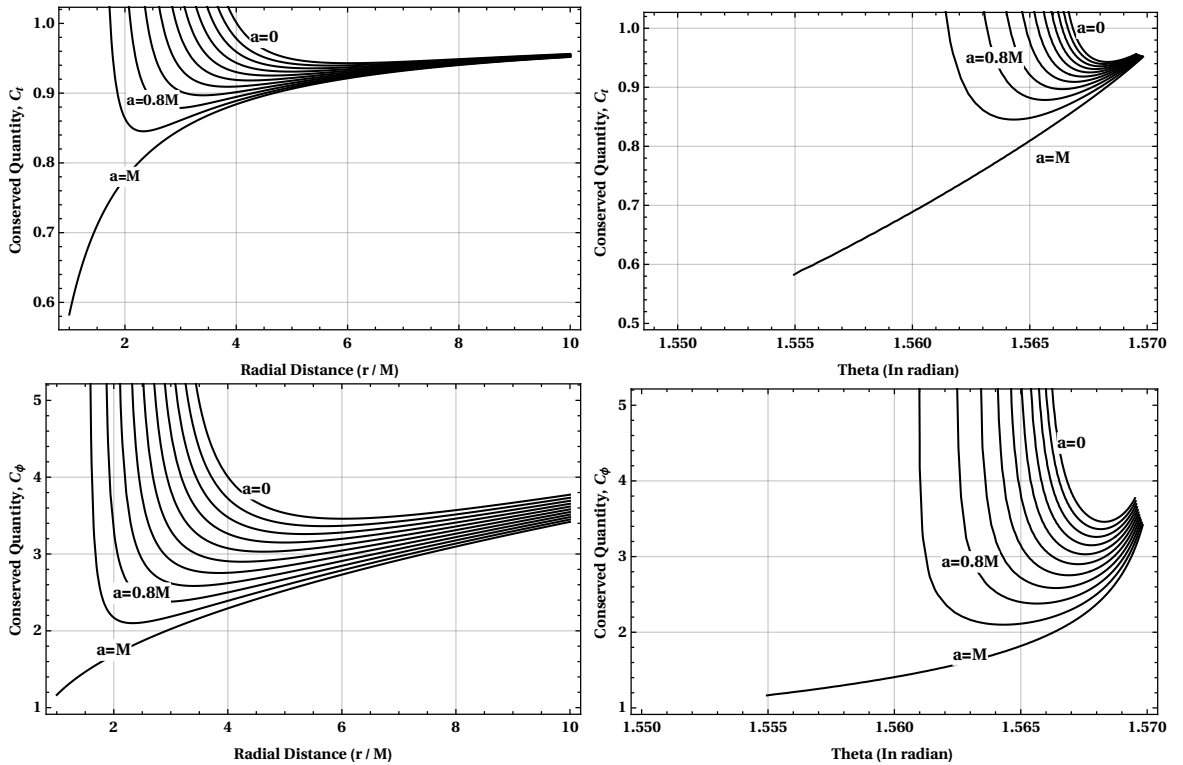 1.0
0.9
0.8
0.7
0.6
2
4
6
8
10
Conserved Quantity, Cₜ
Radial Distance (r / M)
a=0
a=0.8M
a=M
1.0
0.9
0.8
0.7
0.6
0.5
1.550
1.555
1.560
1.565
1.570
Conserved Quantity, Cₜ
Theta (In radian)
a=0
a=0.8M
a=M
5
4
3
2
1
2
4
6
8
10
Conserved Quantity, C_ϕ
Radial Distance (r / M)
a=0
a=0.8M
a=M
5
4
3
2
1
1.550
1.555
1.560
1.565
1.570
Conserved Quantity, C_ϕ
Theta (In radian)
a=0
a=0.8M
a=M